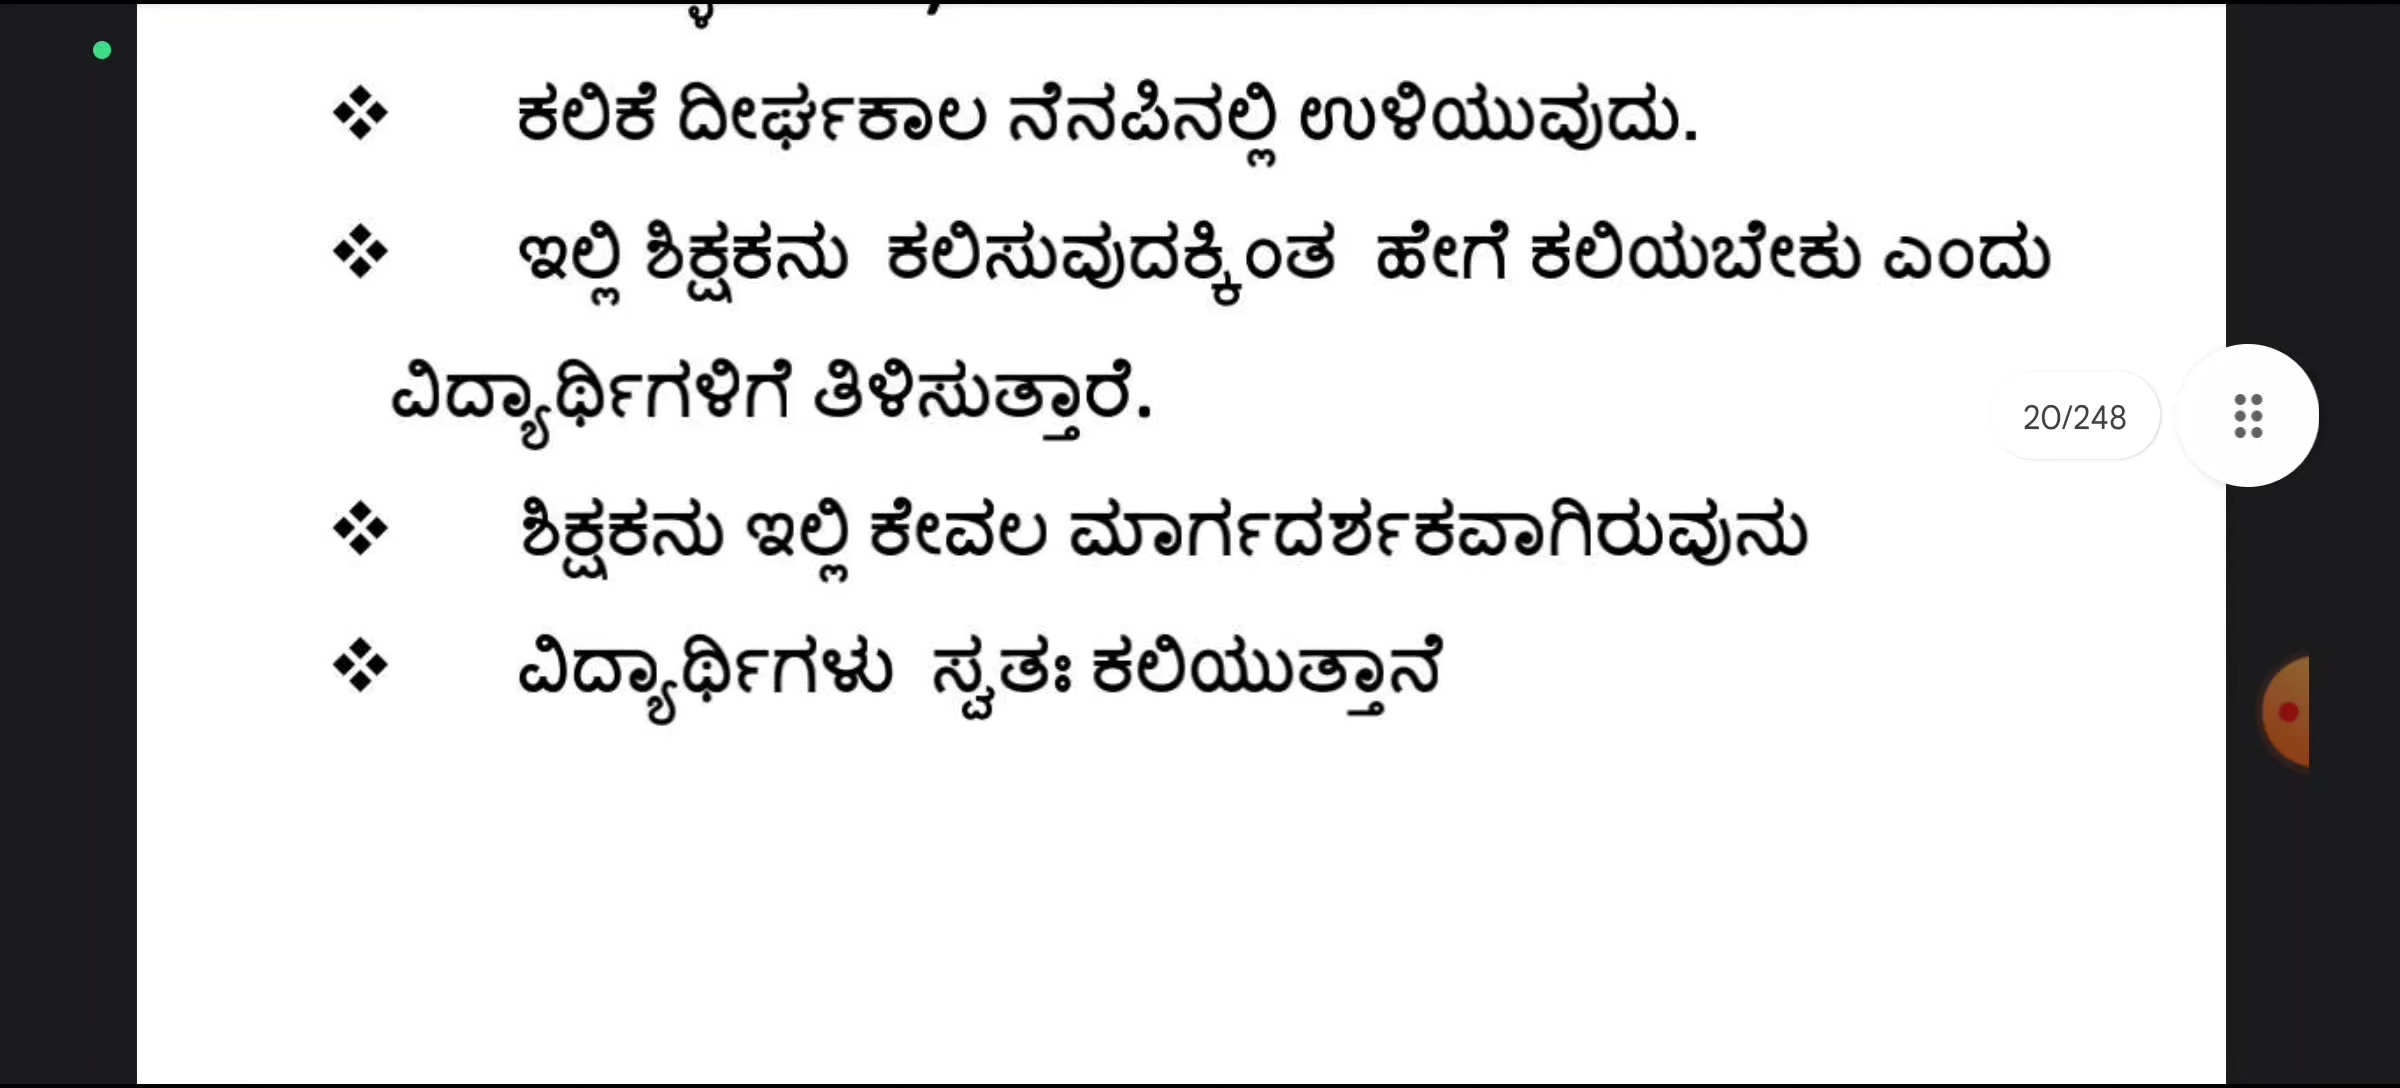 ❖ ಕಲಿಕೆ ದೀರ್ಘಕಾಲ ನೆನಪಿನಲ್ಲಿ ಉಳಿಯುವುದು.
❖ ಇಲ್ಲಿ ಶಿಕ್ಷಕನು ಕಲಿಸುವುದಕ್ಕಿಂತ ಹೇಗೆ ಕಲಿಯಬೇಕು ಎಂದು
ವಿದ್ಯಾರ್ಥಿಗಳಿಗೆ ತಿಳಿಸುತ್ತಾರೆ.
20/248
❖ ಶಿಕ್ಷಕನು ಇಲ್ಲಿ ಕೇವಲ ಮಾರ್ಗದರ್ಶಕವಾಗಿರುವುನು
❖ ವಿದ್ಯಾರ್ಥಿಗಳು ಸ್ವತಃ ಕಲಿಯುತ್ತಾನೆ